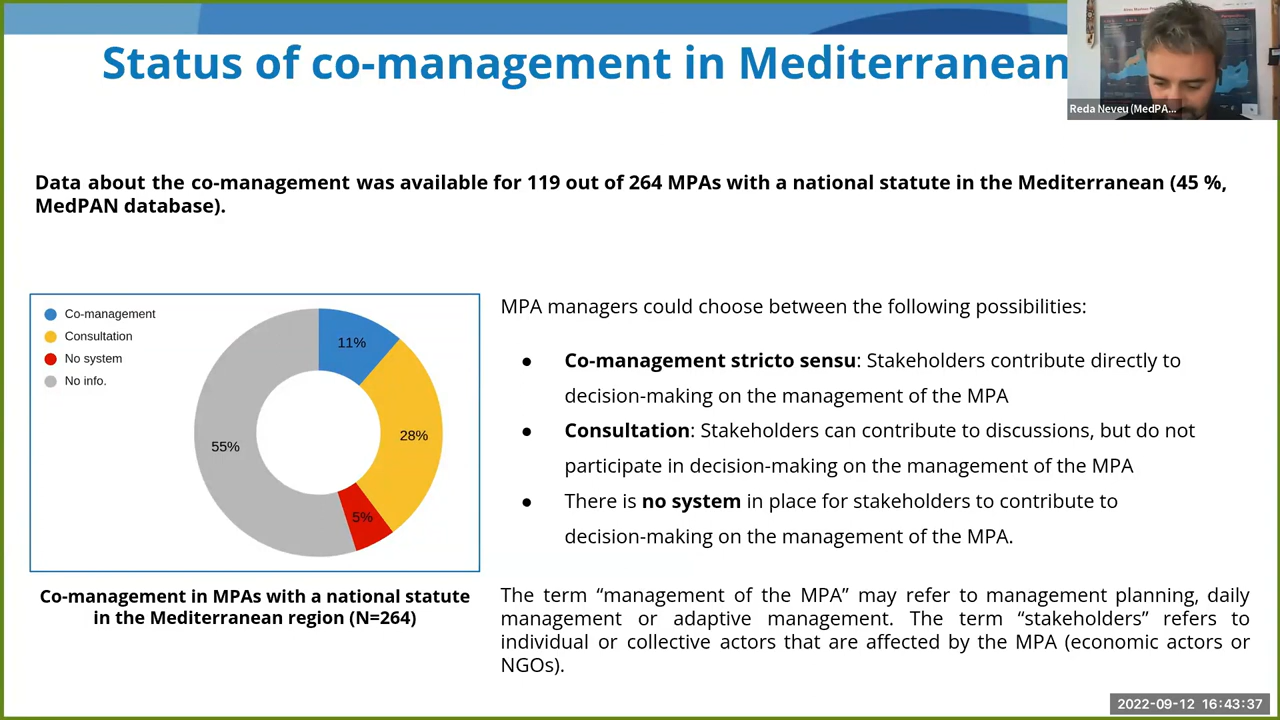 Status of co-management in Mediterranean
Reda Neveu (MedPA...
Data about the co-management was available for 119 out of 264 MPAs with a national statute in the Mediterranean (45 %,
MedPAN database).
Co-management
Consultation
No system
No info.
11%
28%
5%
55%
Co-management in MPAs with a national statute
in the Mediterranean region (N=264)
MPA managers could choose between the following possibilities:
● Co-management stricto sensu: Stakeholders contribute directly to
decision-making on the management of the MPA
● Consultation: Stakeholders can contribute to discussions, but do not
participate in decision-making on the management of the MPA
● There is no system in place for stakeholders to contribute to
decision-making on the management of the MPA.
The term “management of the MPA” may refer to management planning, daily
management or adaptive management. The term “stakeholders” refers to
individual or collective actors that are affected by the MPA (economic actors or
NGOs).
2022-09-12 16:43:37